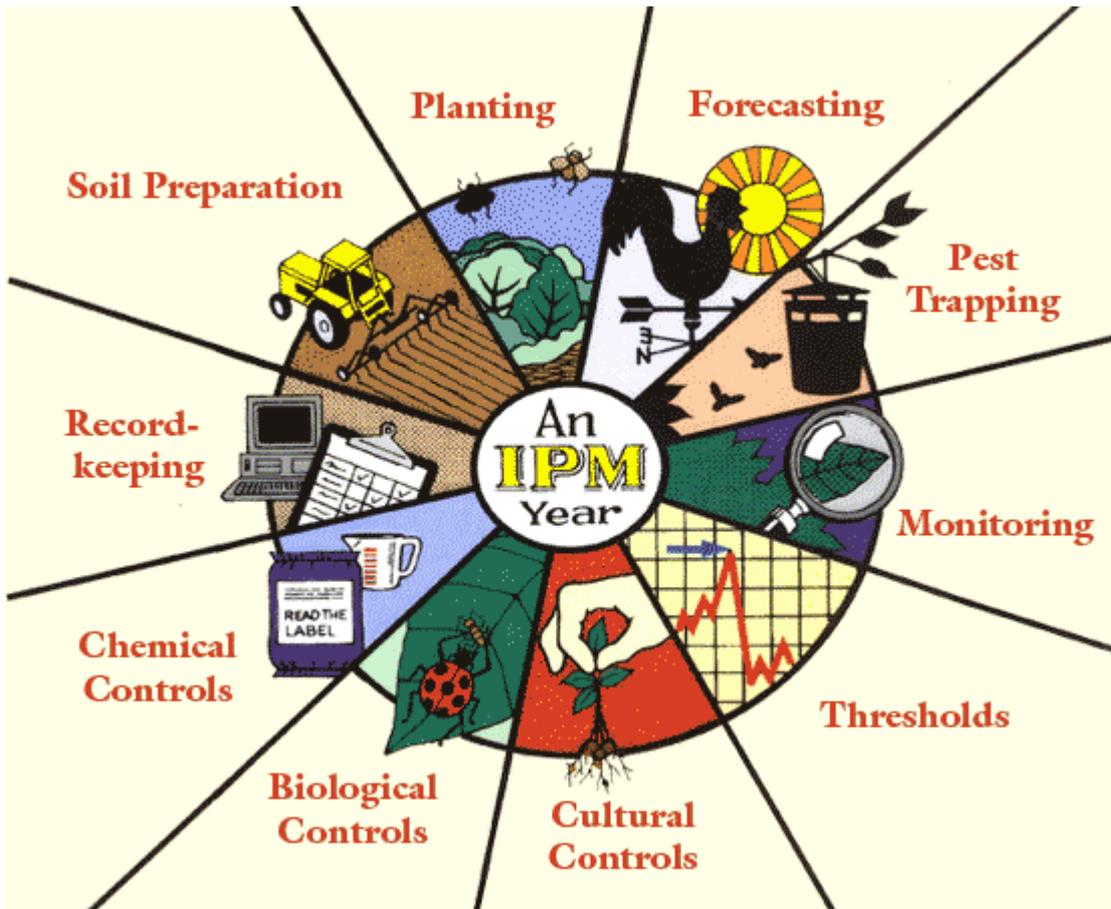 Planting
Forecasting
Soil Preparation
Pest
Trapping
Record-
keeping
An
IPM
Year
Monitoring
READ THE
LABEL
Chemical
Controls
Thresholds
Biological
Controls
Cultural
Controls
E
N